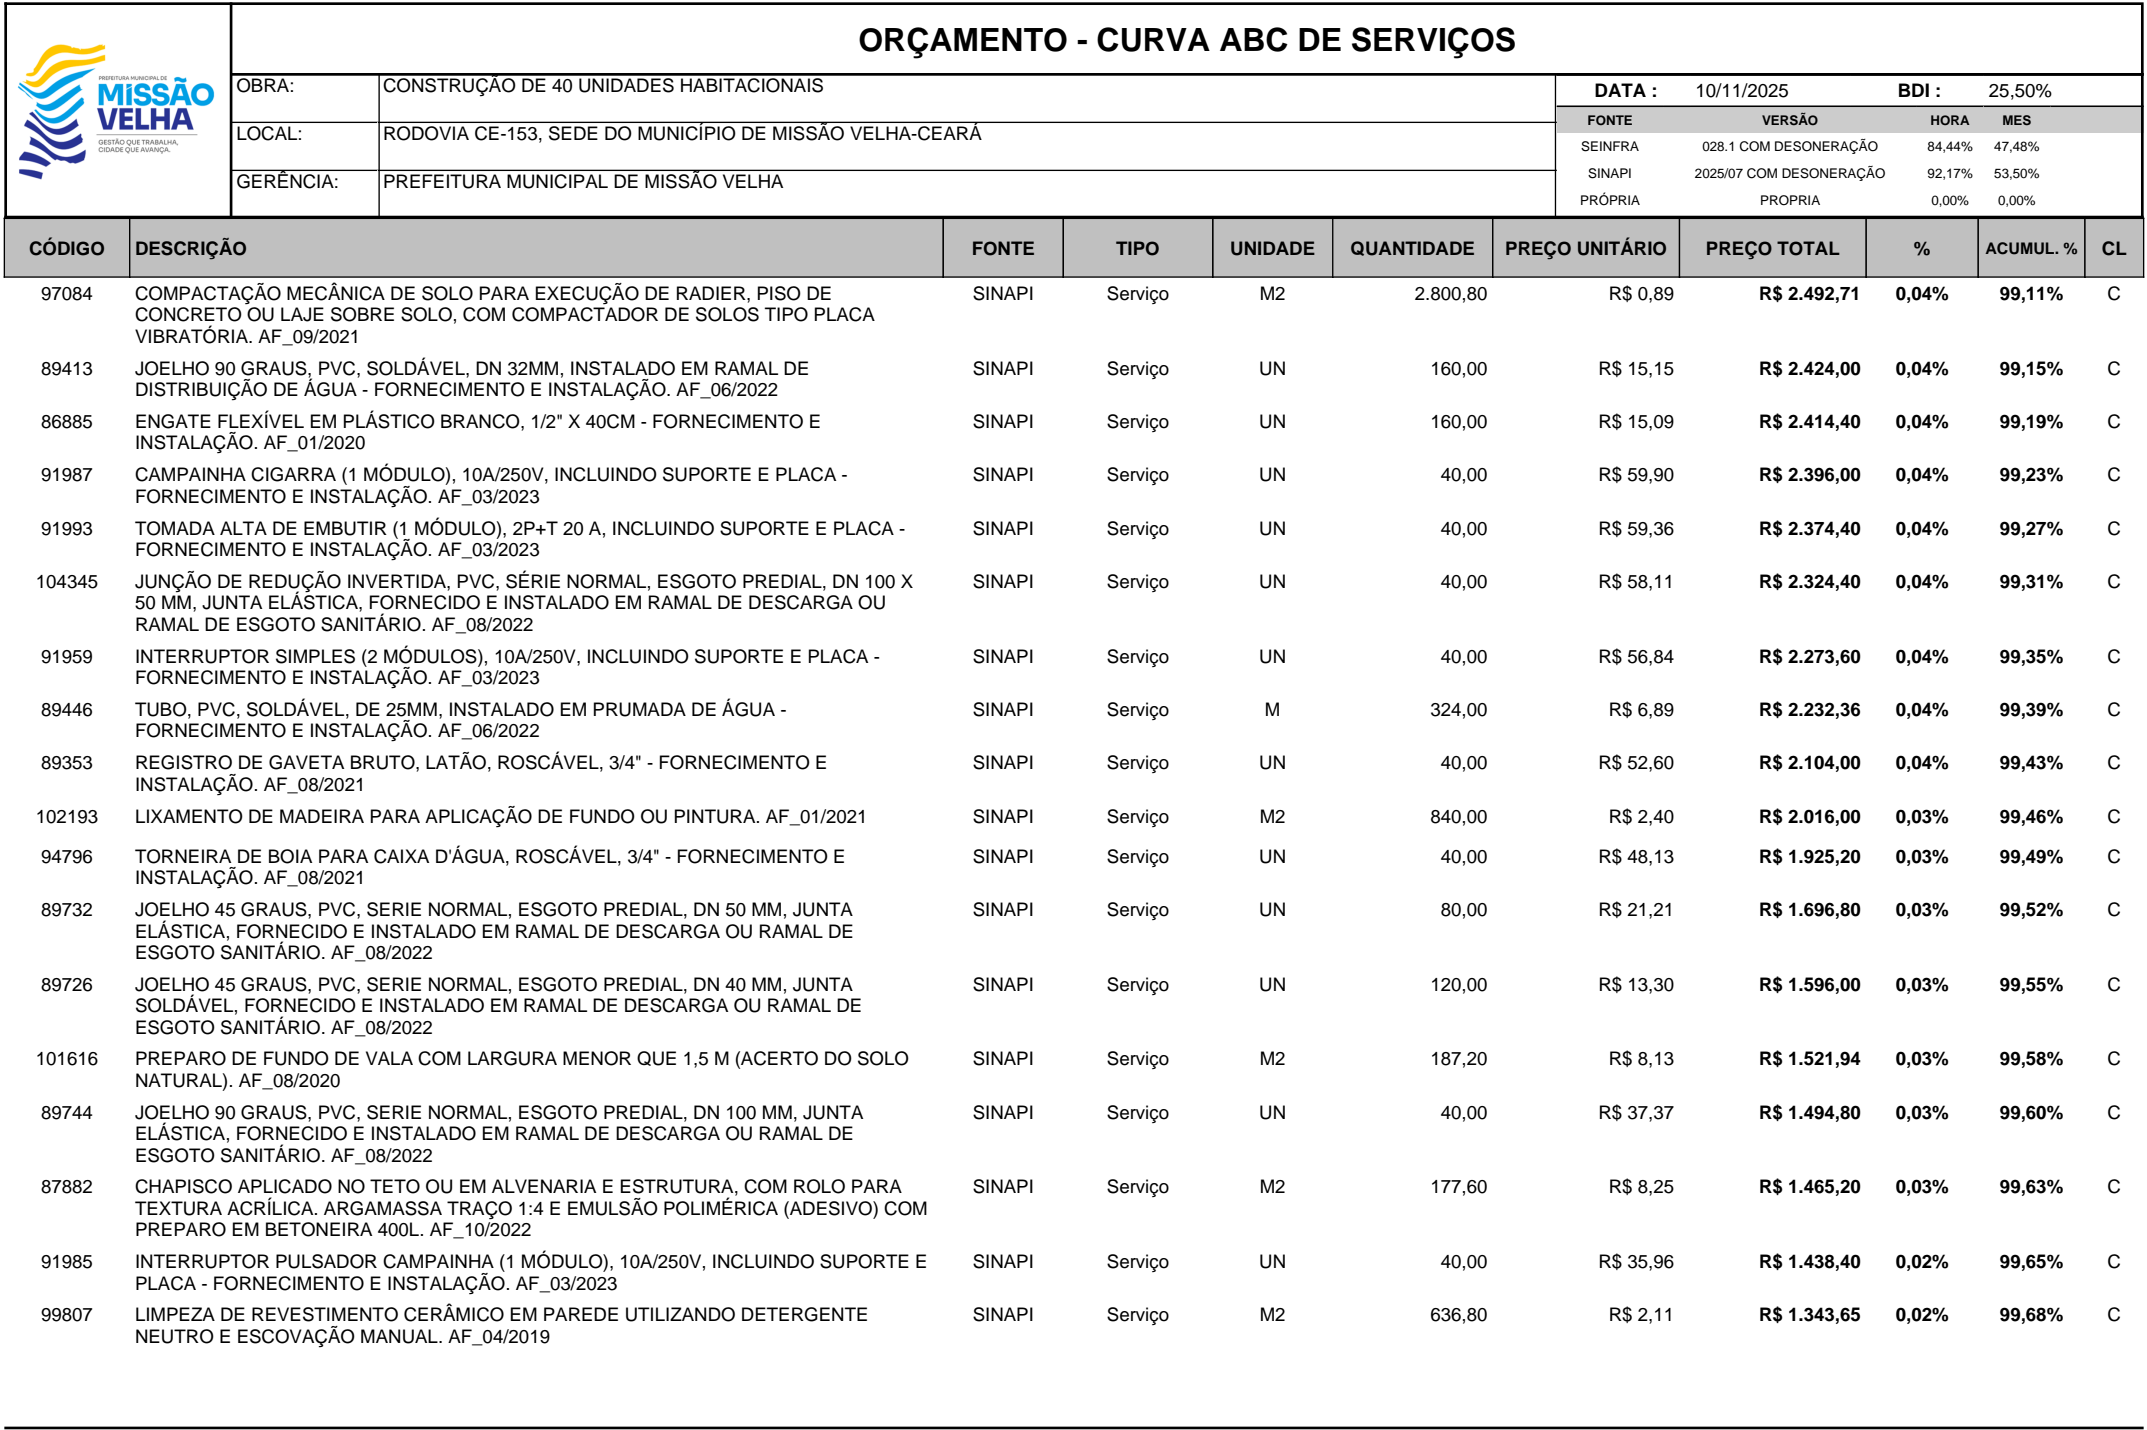 ORÇAMENTO - CURVA ABC DE SERVIÇOS
PREFEITURA MUNICIPAL DE
MISSÃO
VELHA
GESTÃO QUE TRABALHA,
CIDADE QUE AVANÇA.
OBRA: CONSTRUÇÃO DE 40 UNIDADES HABITACIONAIS
LOCAL: RODOVIA CE-153, SEDE DO MUNICÍPIO DE MISSÃO VELHA-CEARÁ
GERÊNCIA: PREFEITURA MUNICIPAL DE MISSÃO VELHA
DATA : 10/11/2025 BDI : 25,50%
FONTE VERSÃO HORA MES
SEINFRA 028.1 COM DESONERAÇÃO 84,44% 47,48%
SINAPI 2025/07 COM DESONERAÇÃO 92,17% 53,50%
PRÓPRIA PROPRIA 0,00% 0,00%
CÓDIGO DESCRIÇÃO FONTE TIPO UNIDADE QUANTIDADE PREÇO UNITÁRIO PREÇO TOTAL % ACUMUL. % CL
97084 COMPACTAÇÃO MECÂNICA DE SOLO PARA EXECUÇÃO DE RADIER, PISO DE SINAPI Serviço M2 2.800,80 R$ 0,89 R$ 2.492,71 0,04% 99,11% C
CONCRETO OU LAJE SOBRE SOLO, COM COMPACTADOR DE SOLOS TIPO PLACA
VIBRATÓRIA. AF_09/2021
89413 JOELHO 90 GRAUS, PVC, SOLDÁVEL, DN 32MM, INSTALADO EM RAMAL DE SINAPI Serviço UN 160,00 R$ 15,15 R$ 2.424,00 0,04% 99,15% C
DISTRIBUIÇÃO DE ÁGUA - FORNECIMENTO E INSTALAÇÃO. AF_06/2022
86885 ENGATE FLEXÍVEL EM PLÁSTICO BRANCO, 1/2" X 40CM - FORNECIMENTO E SINAPI Serviço UN 160,00 R$ 15,09 R$ 2.414,40 0,04% 99,19% C
INSTALAÇÃO. AF_01/2020
91987 CAMPAINHA CIGARRA (1 MÓDULO), 10A/250V, INCLUINDO SUPORTE E PLACA - SINAPI Serviço UN 40,00 R$ 59,90 R$ 2.396,00 0,04% 99,23% C
FORNECIMENTO E INSTALAÇÃO. AF_03/2023
91993 TOMADA ALTA DE EMBUTIR (1 MÓDULO), 2P+T 20 A, INCLUINDO SUPORTE E PLACA - SINAPI Serviço UN 40,00 R$ 59,36 R$ 2.374,40 0,04% 99,27% C
FORNECIMENTO E INSTALAÇÃO. AF_03/2023
104345 JUNÇÃO DE REDUÇÃO INVERTIDA, PVC, SÉRIE NORMAL, ESGOTO PREDIAL, DN 100 X SINAPI Serviço UN 40,00 R$ 58,11 R$ 2.324,40 0,04% 99,31% C
50 MM, JUNTA ELÁSTICA, FORNECIDO E INSTALADO EM RAMAL DE DESCARGA OU
RAMAL DE ESGOTO SANITÁRIO. AF_08/2022
91959 INTERRUPTOR SIMPLES (2 MÓDULOS), 10A/250V, INCLUINDO SUPORTE E PLACA - SINAPI Serviço UN 40,00 R$ 56,84 R$ 2.273,60 0,04% 99,35% C
FORNECIMENTO E INSTALAÇÃO. AF_03/2023
89446 TUBO, PVC, SOLDÁVEL, DE 25MM, INSTALADO EM PRUMADA DE ÁGUA - SINAPI Serviço M 324,00 R$ 6,89 R$ 2.232,36 0,04% 99,39% C
FORNECIMENTO E INSTALAÇÃO. AF_06/2022
89353 REGISTRO DE GAVETA BRUTO, LATÃO, ROSCÁVEL, 3/4" - FORNECIMENTO E SINAPI Serviço UN 40,00 R$ 52,60 R$ 2.104,00 0,04% 99,43% C
INSTALAÇÃO. AF_08/2021
102193 LIXAMENTO DE MADEIRA PARA APLICAÇÃO DE FUNDO OU PINTURA. AF_01/2021 SINAPI Serviço M2 840,00 R$ 2,40 R$ 2.016,00 0,03% 99,46% C
94796 TORNEIRA DE BOIA PARA CAIXA D'ÁGUA, ROSCÁVEL, 3/4" - FORNECIMENTO E SINAPI Serviço UN 40,00 R$ 48,13 R$ 1.925,20 0,03% 99,49% C
INSTALAÇÃO. AF_08/2021
89732 JOELHO 45 GRAUS, PVC, SERIE NORMAL, ESGOTO PREDIAL, DN 50 MM, JUNTA SINAPI Serviço UN 80,00 R$ 21,21 R$ 1.696,80 0,03% 99,52% C
ELÁSTICA, FORNECIDO E INSTALADO EM RAMAL DE DESCARGA OU RAMAL DE
ESGOTO SANITÁRIO. AF_08/2022
89726 JOELHO 45 GRAUS, PVC, SERIE NORMAL, ESGOTO PREDIAL, DN 40 MM, JUNTA SINAPI Serviço UN 120,00 R$ 13,30 R$ 1.596,00 0,03% 99,55% C
SOLDÁVEL, FORNECIDO E INSTALADO EM RAMAL DE DESCARGA OU RAMAL DE
ESGOTO SANITÁRIO. AF_08/2022
101616 PREPARO DE FUNDO DE VALA COM LARGURA MENOR QUE 1,5 M (ACERTO DO SOLO SINAPI Serviço M2 187,20 R$ 8,13 R$ 1.521,94 0,03% 99,58% C
NATURAL). AF_08/2020
89744 JOELHO 90 GRAUS, PVC, SERIE NORMAL, ESGOTO PREDIAL, DN 100 MM, JUNTA SINAPI Serviço UN 40,00 R$ 37,37 R$ 1.494,80 0,03% 99,60% C
ELÁSTICA, FORNECIDO E INSTALADO EM RAMAL DE DESCARGA OU RAMAL DE
ESGOTO SANITÁRIO. AF_08/2022
87882 CHAPISCO APLICADO NO TETO OU EM ALVENARIA E ESTRUTURA, COM ROLO PARA SINAPI Serviço M2 177,60 R$ 8,25 R$ 1.465,20 0,03% 99,63% C
TEXTURA ACRÍLICA. ARGAMASSA TRAÇO 1:4 E EMULSÃO POLIMÉRICA (ADESIVO) COM
PREPARO EM BETONEIRA 400L. AF_10/2022
91985 INTERRUPTOR PULSADOR CAMPAINHA (1 MÓDULO), 10A/250V, INCLUINDO SUPORTE E SINAPI Serviço UN 40,00 R$ 35,96 R$ 1.438,40 0,02% 99,65% C
PLACA - FORNECIMENTO E INSTALAÇÃO. AF_03/2023
99807 LIMPEZA DE REVESTIMENTO CERÂMICO EM PAREDE UTILIZANDO DETERGENTE SINAPI Serviço M2 636,80 R$ 2,11 R$ 1.343,65 0,02% 99,68% C
NEUTRO E ESCOVAÇÃO MANUAL. AF_04/2019